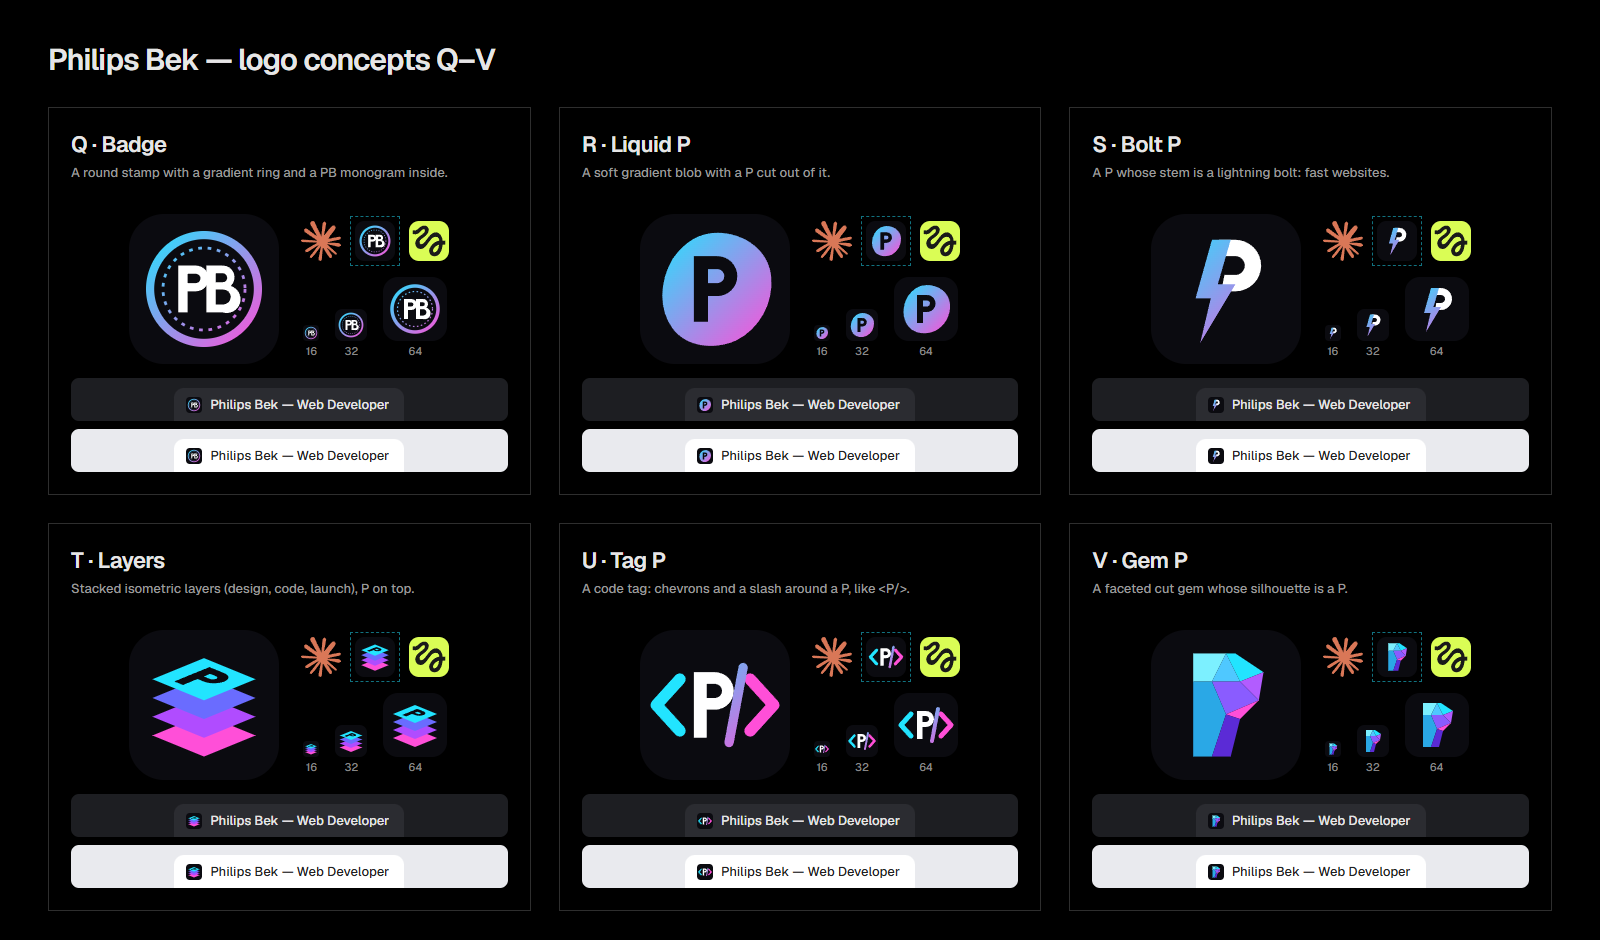 Philips Bek — logo concepts Q–V
Q · Badge
A round stamp with a gradient ring and a PB monogram inside.
PB
PB
PB
PB
PB
16
32
64
Philips Bek — Web Developer
Philips Bek — Web Developer
R · Liquid P
A soft gradient blob with a P cut out of it.
P
P
P
P
P
16
32
64
Philips Bek — Web Developer
Philips Bek — Web Developer
S · Bolt P
A P whose stem is a lightning bolt: fast websites.
P
P
P
P
P
16
32
64
Philips Bek — Web Developer
Philips Bek — Web Developer
T · Layers
Stacked isometric layers (design, code, launch), P on top.
P
P
16
32
64
Philips Bek — Web Developer
Philips Bek — Web Developer
U · Tag P
A code tag: chevrons and a slash around a P, like <P/>.
<P/>
<P/>
<P/>
<P/>
<P/>
16
32
64
Philips Bek — Web Developer
Philips Bek — Web Developer
V · Gem P
A faceted cut gem whose silhouette is a P.
P
P
P
P
P
16
32
64
Philips Bek — Web Developer
Philips Bek — Web Developer